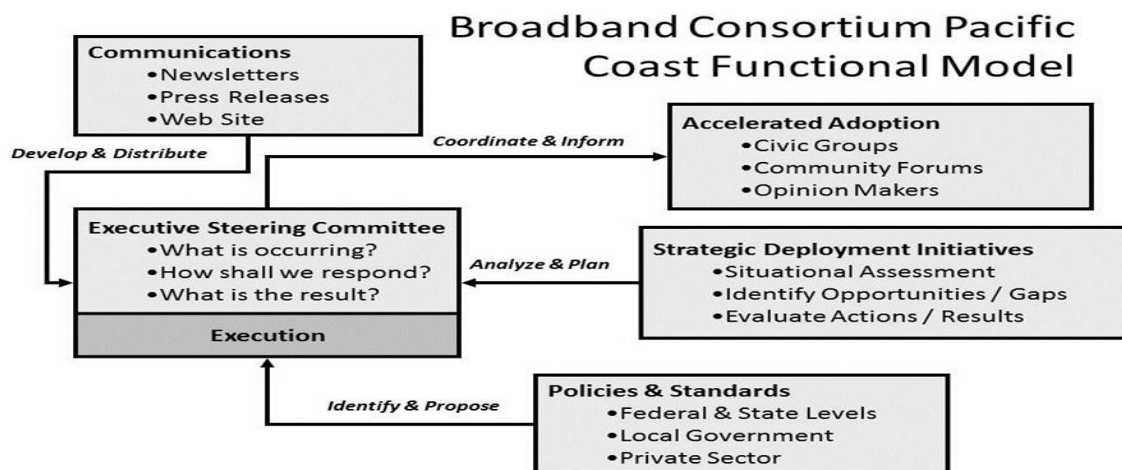 Broadband Consortium Pacific
Coast Functional Model
Communications
•Newsletters
•Press Releases
•Web Site
Develop & Distribute
Coordinate & Inform
Accelerated Adoption
•Civic Groups
•Community Forums
•Opinion Makers
Executive Steering Committee
•What is occurring?
•How shall we respond?
•What is the result?
Execution
Analyze & Plan
Strategic Deployment Initiatives
•Situational Assessment
•Identify Opportunities / Gaps
•Evaluate Actions / Results
Identify & Propose
Policies & Standards
•Federal & State Levels
•Local Government
•Private Sector